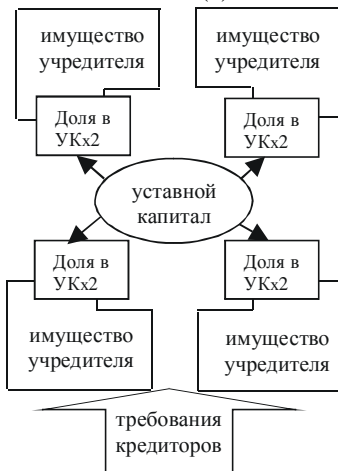 имущество
учредителя
имущество
учредителя
Доля в
УКх2
Доля в
УКх2
уставной
капитал
Доля в
УКх2
Доля в
УКх2
имущество
учредителя
имущество
учредителя
требования
кредиторов